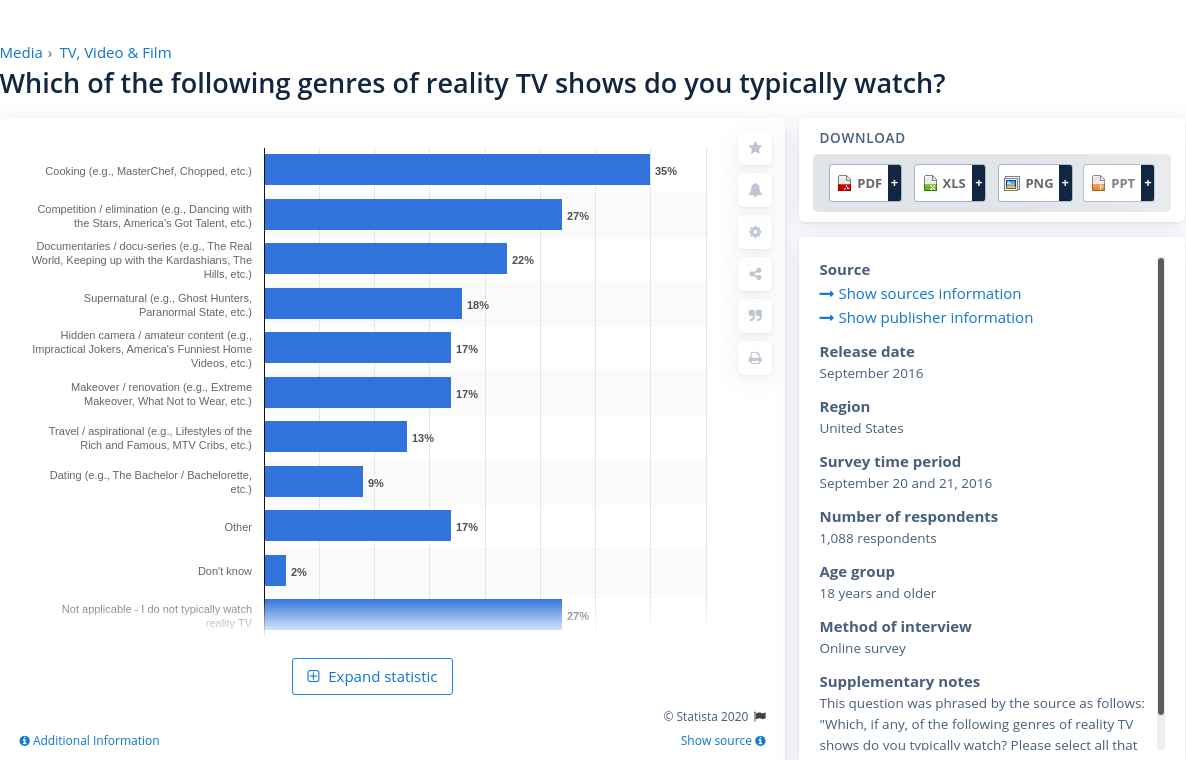 Media › TV, Video & Film
Which of the following genres of reality TV shows do you typically watch?
Cooking (e.g., MasterChef, Chopped, etc.)
35%
Competition / elimination (e.g., Dancing with
the Stars, America's Got Talent, etc.)
27%
Documentaries / docu-series (e.g., The Real
World, Keeping up with the Kardashians, The
Hills, etc.)
22%
Supernatural (e.g., Ghost Hunters,
Paranormal State, etc.)
18%
Hidden camera / amateur content (e.g.,
Impractical Jokers, America's Funniest Home
Videos, etc.)
17%
Makeover / renovation (e.g., Extreme
Makeover, What Not to Wear, etc.)
17%
Travel / aspirational (e.g., Lifestyles of the
Rich and Famous, MTV Cribs, etc.)
13%
Dating (e.g., The Bachelor / Bachelorette,
etc.)
9%
Other
17%
Don't know
2%
Not applicable - I do not typically watch
reality TV
27%
Expand statistic
© Statista 2020
Additional Information
Show source
DOWNLOAD
PDF +
XLS +
PNG +
PPT +
Source
Show sources information
Show publisher information
Release date
September 2016
Region
United States
Survey time period
September 20 and 21, 2016
Number of respondents
1,088 respondents
Age group
18 years and older
Method of interview
Online survey
Supplementary notes
This question was phrased by the source as follows:
"Which, if any, of the following genres of reality TV
shows do you typically watch? Please select all that